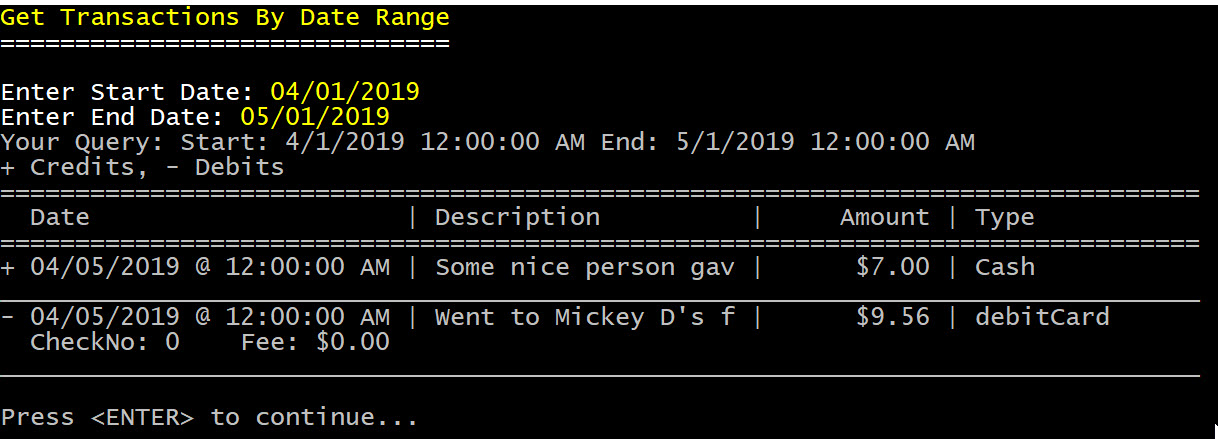 Get Transactions By Date Range
==============================
Enter Start Date: 04/01/2019
Enter End Date: 05/01/2019
Your Query: Start: 4/1/2019 12:00:00 AM End: 5/1/2019 12:00:00 AM
+ Credits, - Debits
================================================================================
  Date                     | Description          |     Amount | Type
================================================================================
+ 04/05/2019 @ 12:00:00 AM | Some nice person gav |      $7.00 | Cash
________________________________________________________________________________
- 04/05/2019 @ 12:00:00 AM | Went to Mickey D's f |      $9.56 | debitCard
  CheckNo: 0    Fee: $0.00
________________________________________________________________________________
Press <ENTER> to continue...